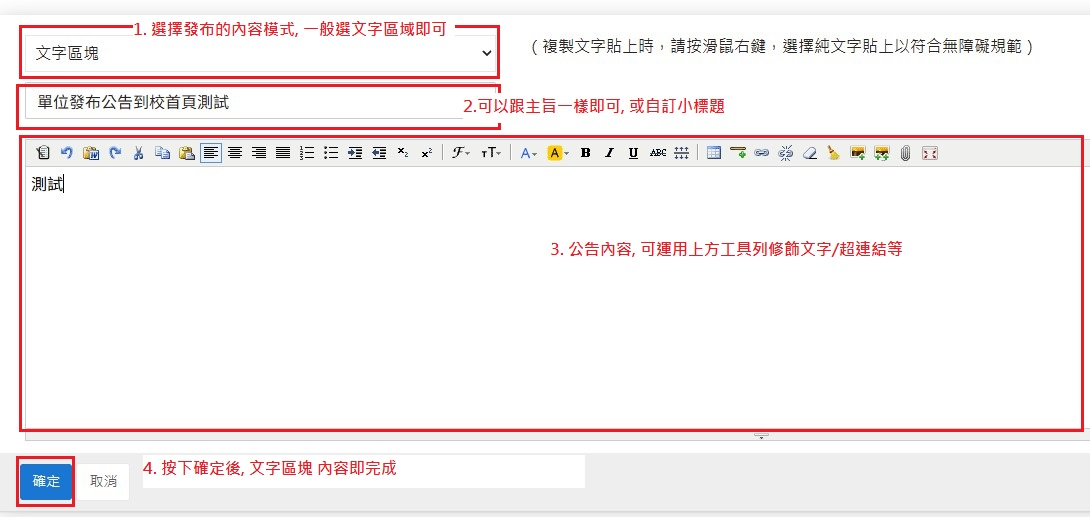 1. 選擇發布的內容模式, 一般選文字區域即可
文字區塊
( 複製文字貼上時，請按滑鼠右鍵，選擇純文字貼上以符合無障礙規範 )
單位發布公告到校首頁測試
2.可以跟主旨一樣即可, 或自訂小標題
測試
3. 公告內容, 可運用上方工具列修飾文字/超連結等
確定
取消
4. 按下確定後, 文字區塊 內容即完成